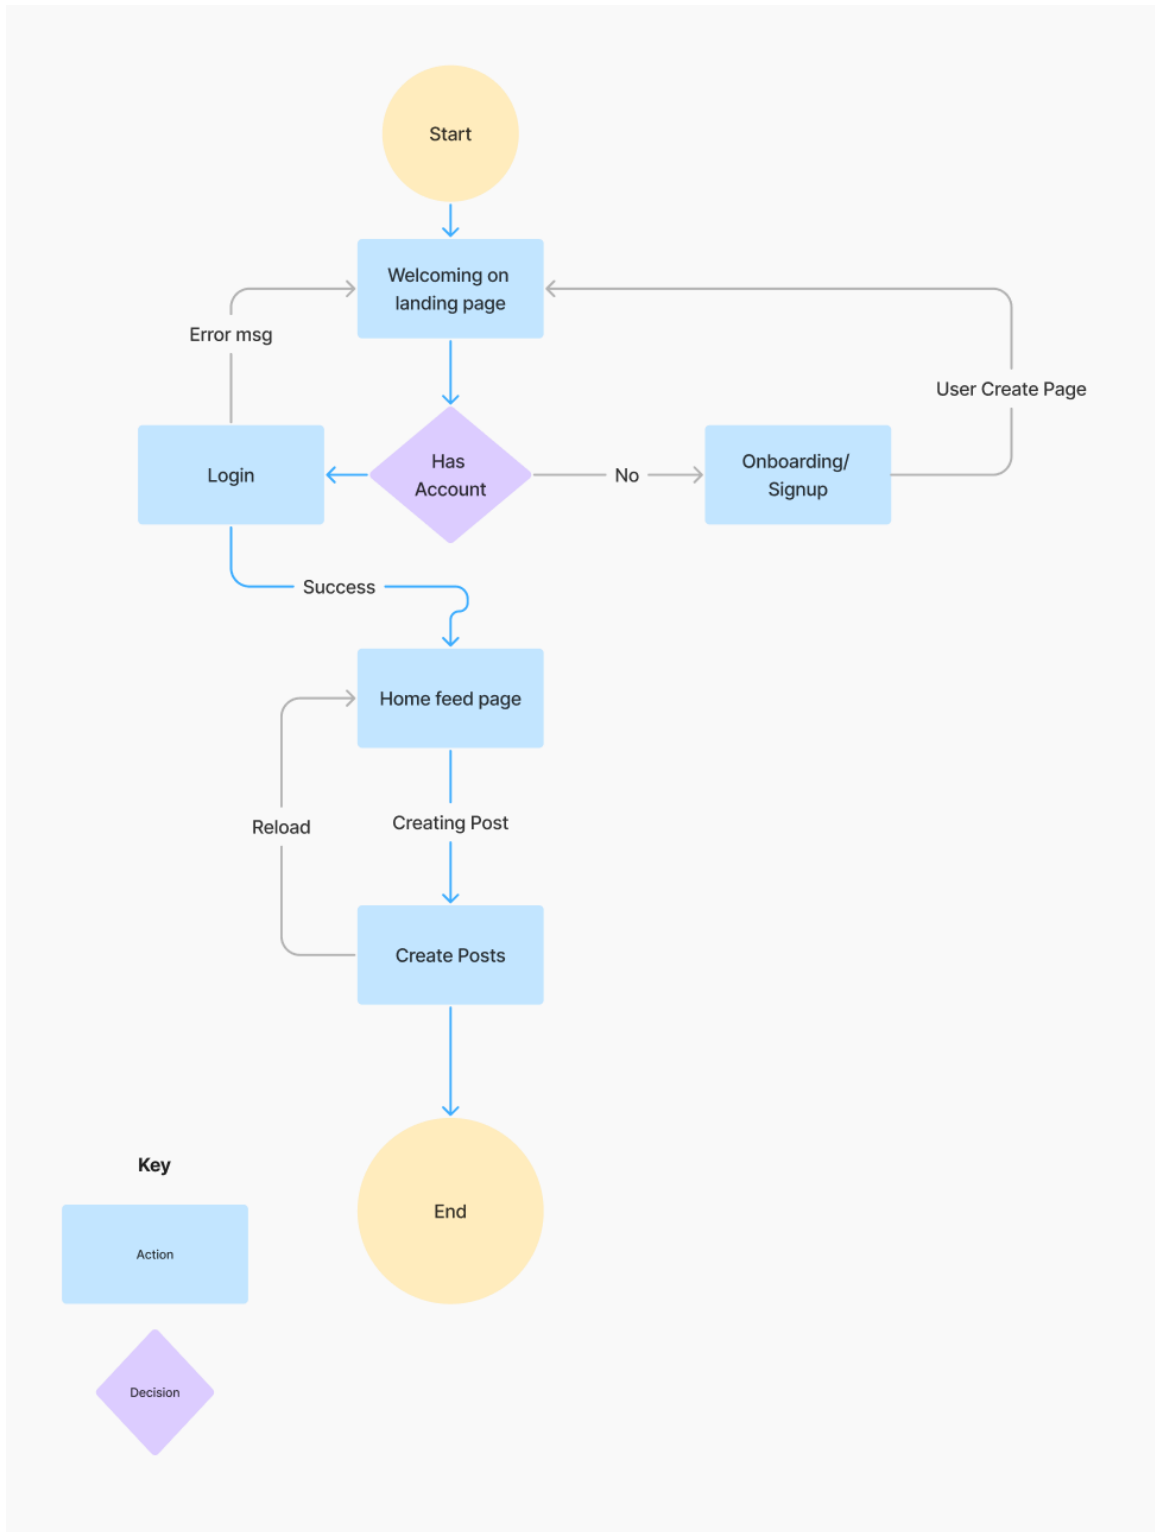 Start
Welcoming on
landing page
Error msg
User Create Page
Login
Has
Account
No
Onboarding/
Signup
Success
Home feed page
Reload
Creating Post
Create Posts
End
Key
Action
Decision